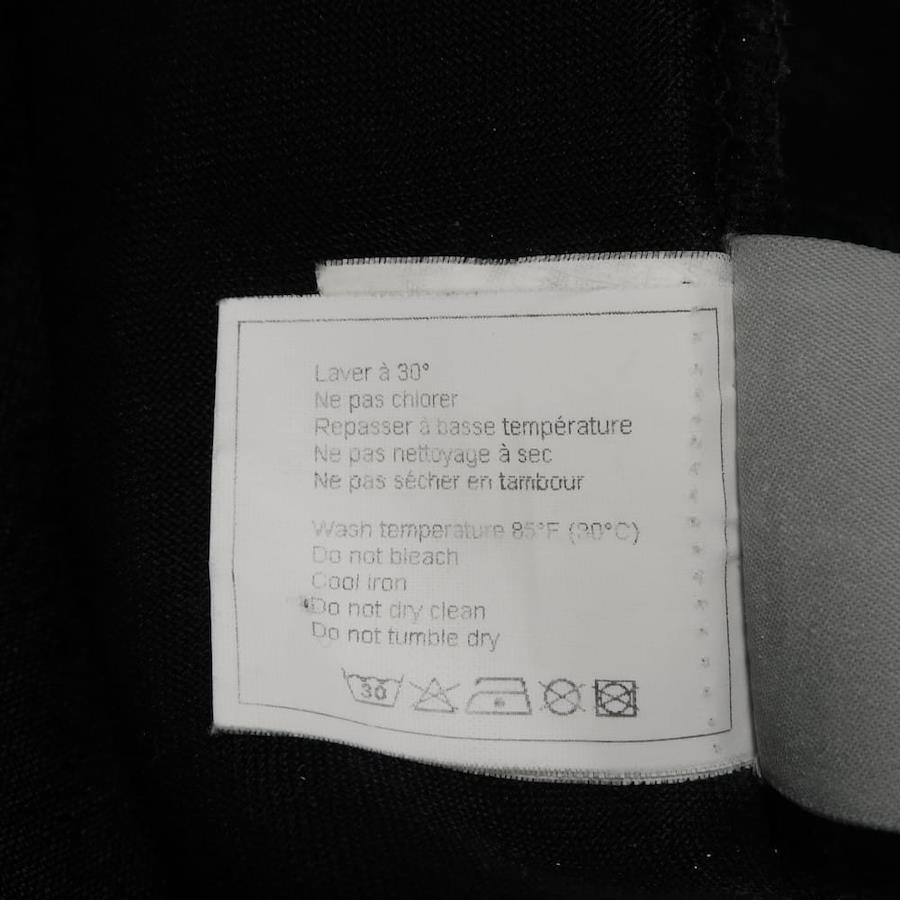 Laver à 30°
Ne pas chlorer
Repasser à basse température
Ne pas nettoyage à sec
Ne pas sécher en tambour
Wash temperature 85°F (30°C)
Do not bleach
Cool iron
Do not dry clean
Do not tumble dry
30